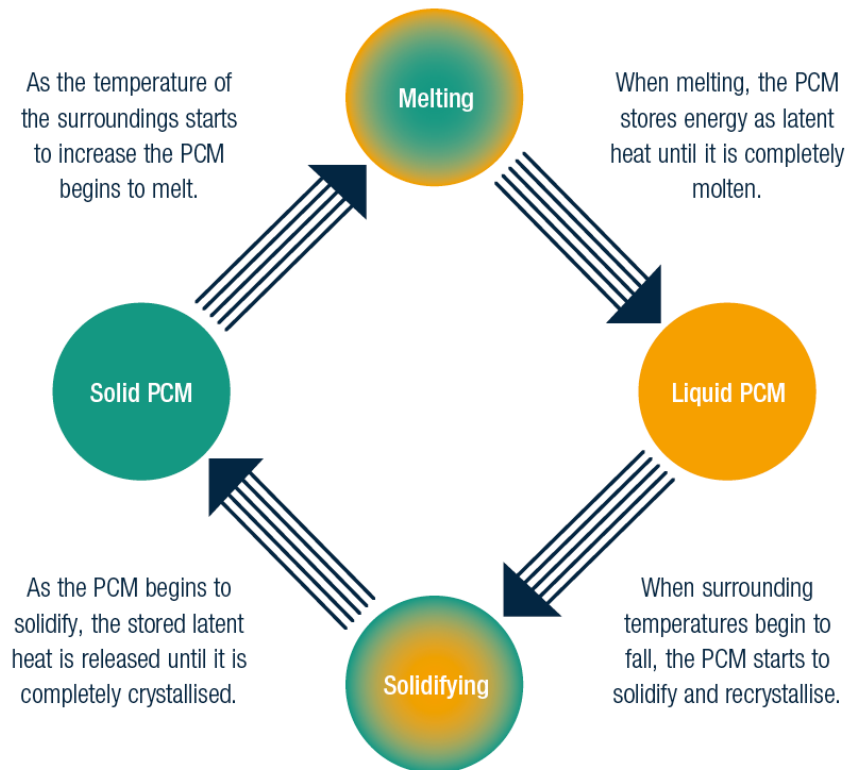 As the temperature of
the surroundings starts
to increase the PCM
begins to melt.
Melting
When melting, the PCM
stores energy as latent
heat until it is completely
molten.
Solid PCM
Liquid PCM
As the PCM begins to
solidify, the stored latent
heat is released until it is
completely crystallised.
Solidifying
When surrounding
temperatures begin to
fall, the PCM starts to
solidify and recrystallise.